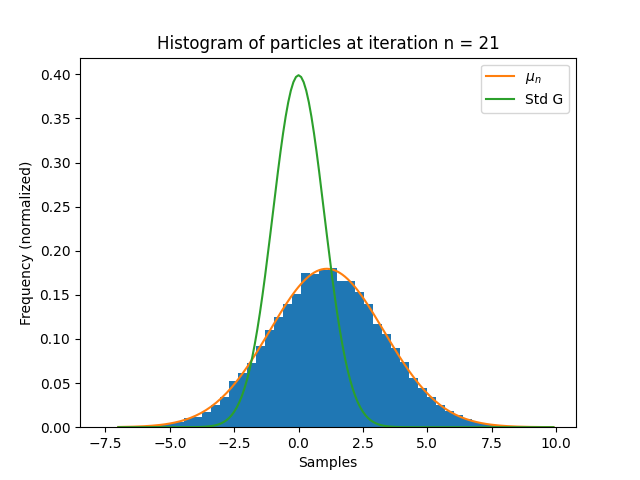 Histogram of particles at iteration n = 21
μₙ
Std G
Frequency (normalized)
0.40
0.35
0.30
0.25
0.20
0.15
0.10
0.05
0.00
−7.5 −5.0 −2.5 0.0 2.5 5.0 7.5 10.0
Samples